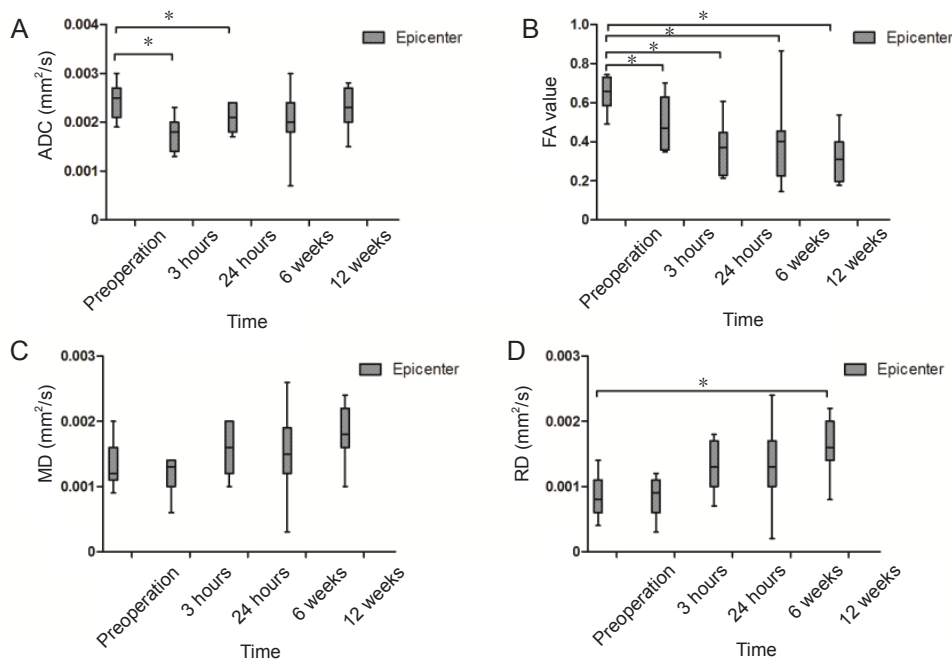 A
ADC (mm²/s)
0.004
0.003
0.002
0.001
0
*
*
Epicenter
Preoperation
3 hours
24 hours
6 weeks
12 weeks
Time
B
FA value
1.0
0.8
0.6
0.4
0.2
0
*
*
*
*
Epicenter
Preoperation
3 hours
24 hours
6 weeks
12 weeks
Time
C
MD (mm²/s)
0.003
0.002
0.001
0
Epicenter
Preoperation
3 hours
24 hours
6 weeks
12 weeks
Time
D
RD (mm²/s)
0.003
0.002
0.001
0
*
Epicenter
Preoperation
3 hours
24 hours
6 weeks
12 weeks
Time